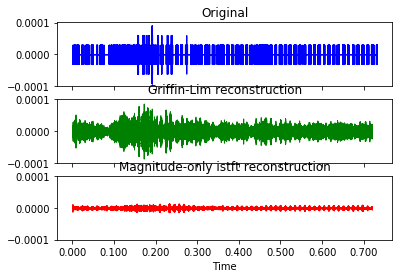 Original
0.0001
0.0000
−0.0001
Griffin-Lim reconstruction
0.0001
0.0000
−0.0001
Magnitude-only istft reconstruction
0.0001
0.0000
−0.0001
0.000 0.100 0.200 0.300 0.400 0.500 0.600 0.700
Time